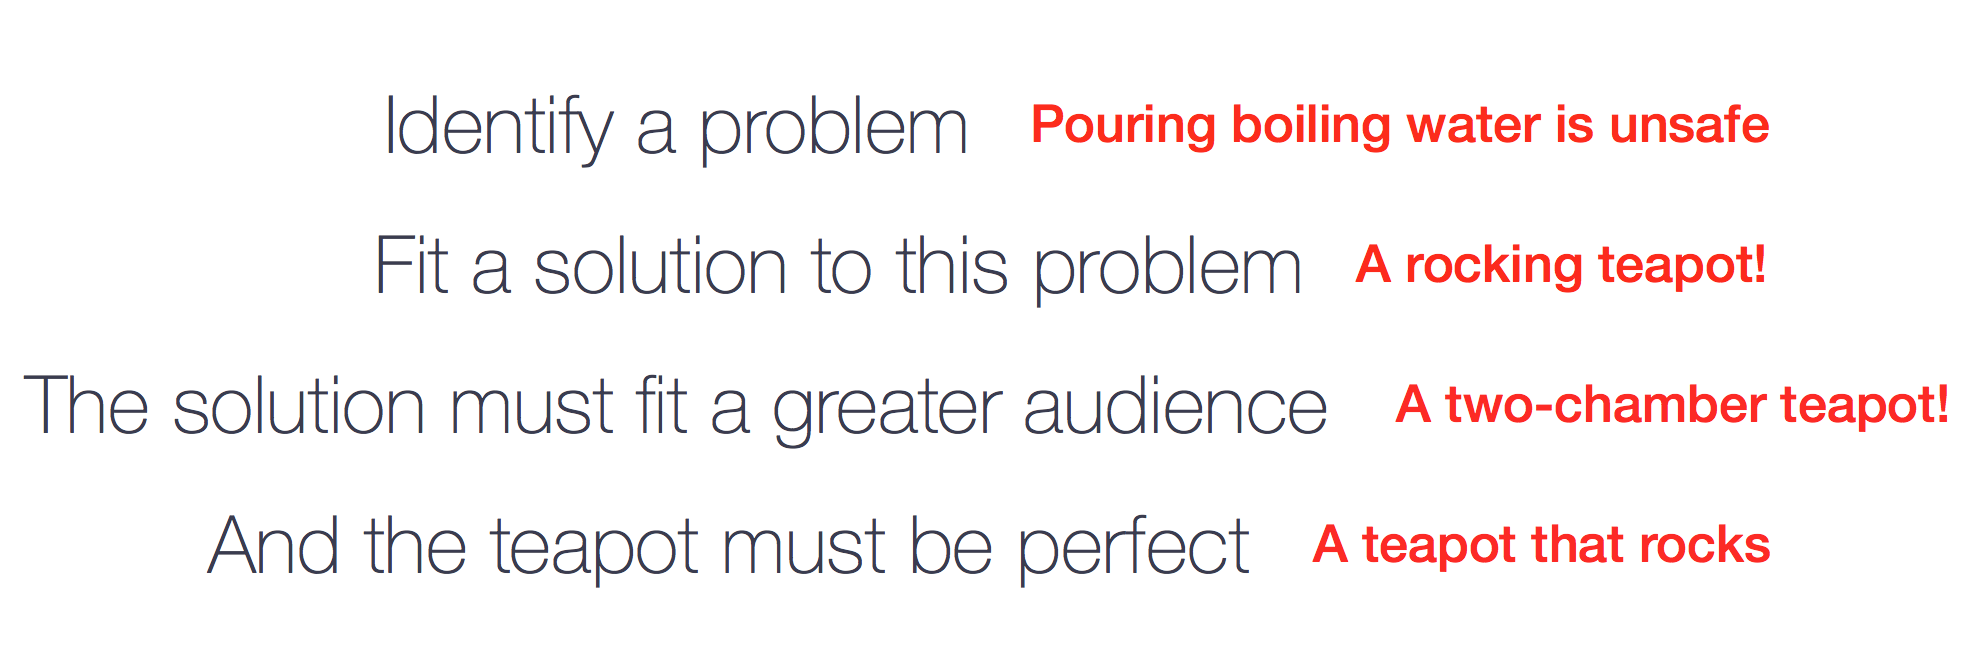 Identify a problem Pouring boiling water is unsafe
Fit a solution to this problem A rocking teapot!
The solution must fit a greater audience A two-chamber teapot!
And the teapot must be perfect A teapot that rocks